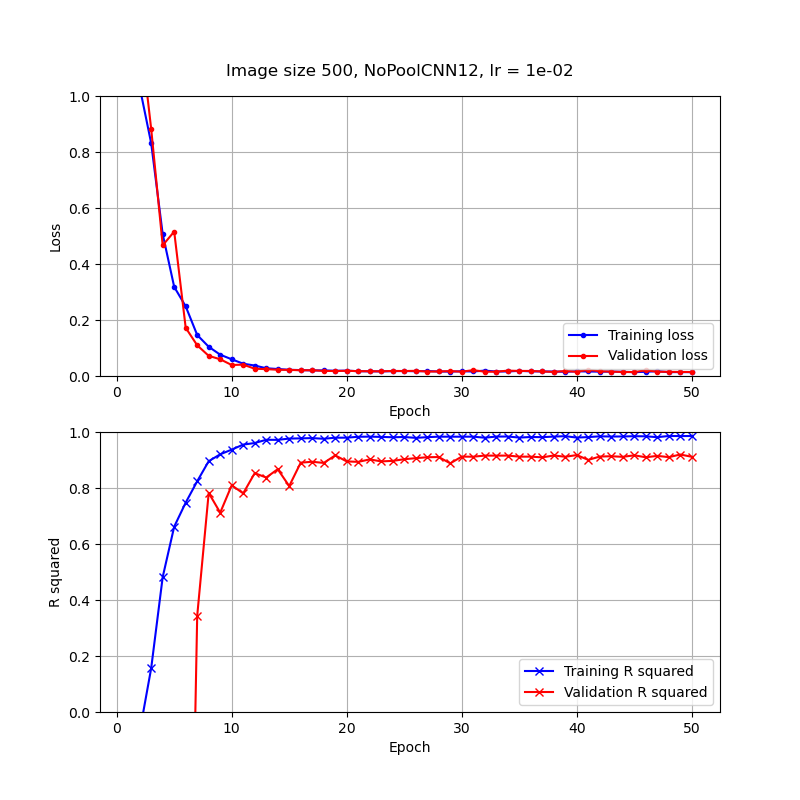 Image size 500, NoPoolCNN12, lr = 1e-02
1.0
0.8
0.6
0.4
0.2
0.0
Loss
0 10 20 30 40 50
Epoch
Training loss
Validation loss
1.0
0.8
0.6
0.4
0.2
0.0
R squared
0 10 20 30 40 50
Epoch
Training R squared
Validation R squared